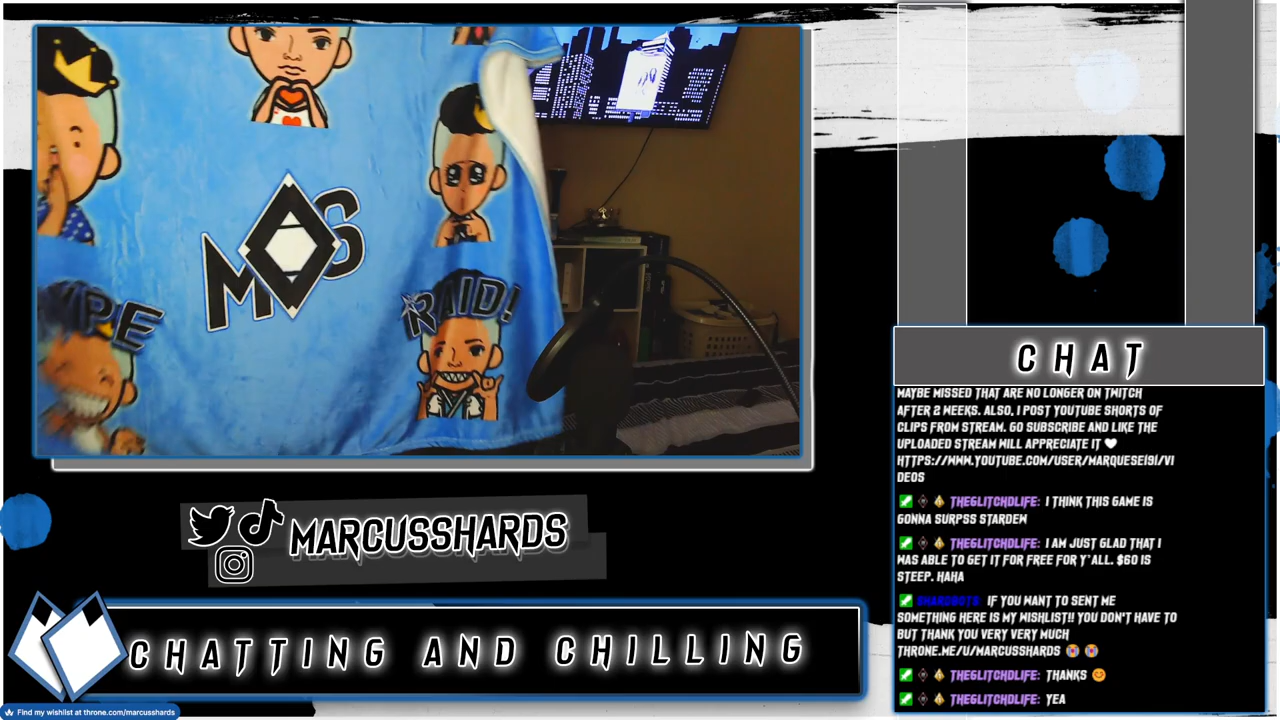 M S
YPE
RAID!
MARCUSSHARDS
CHATTING AND CHILLING
Find my wishlist at throne.com/marcusshards
CHAT
MAYBE MISSED THAT ARE NO LONGER ON TWITCH
AFTER 2 WEEKS. ALSO, I POST YOUTUBE SHORTS OF
CLIPS FROM STREAM. GO SUBSCRIBE AND LIKE THE
UPLOADED STREAM WILL APPRECIATE IT 🤍
HTTPS://WWW.YOUTUBE.COM/USER/MARQUESE191/VI
DEOS
THEGLITCHDLIFE: I THINK THIS GAME IS
GONNA SURPSS STARDEW
THEGLITCHDLIFE: I AM JUST GLAD THAT I
WAS ABLE TO GET IT FOR FREE FOR Y'ALL. $60 IS
STEEP. HAHA
SHARDBOTS IF YOU WANT TO SENT ME
SOMETHING HERE IS MY WISHLIST!! YOU DON'T HAVE TO
BUT THANK YOU VERY VERY MUCH
THRONE.ME/U/MARCUSSHARDS 😭 😭
THEGLITCHDLIFE: THANKS 😊
THEGLITCHDLIFE: YEA